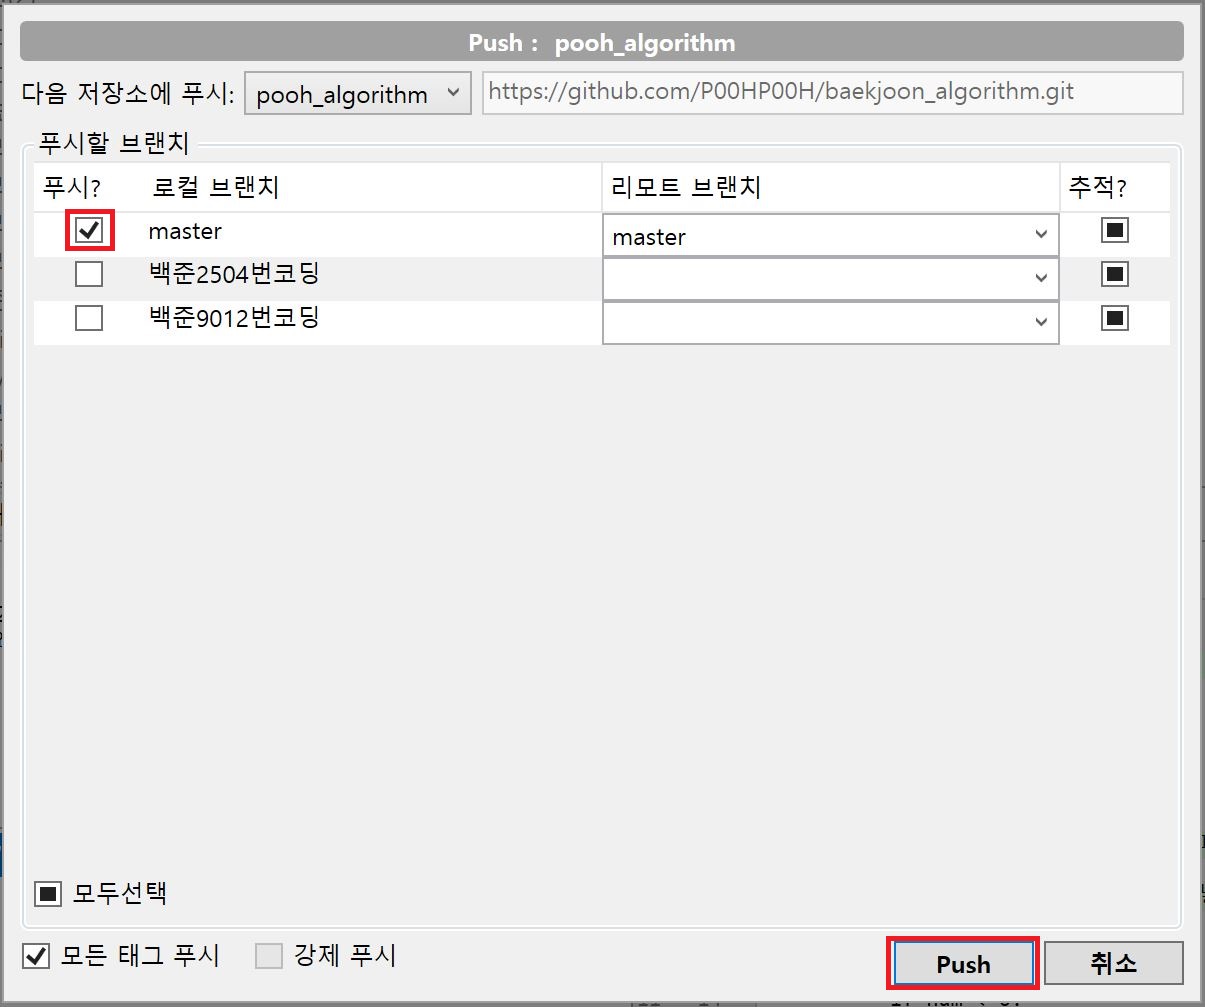 Push : pooh_algorithm
다음 저장소에 푸시: pooh_algorithm https://github.com/P00HP00H/baekjoon_algorithm.git
푸시할 브랜치
푸시? 로컬 브랜치 리모트 브랜치 추적?
master master
백준2504번코딩
백준9012번코딩
모두선택
모든 태그 푸시 강제 푸시 Push 취소